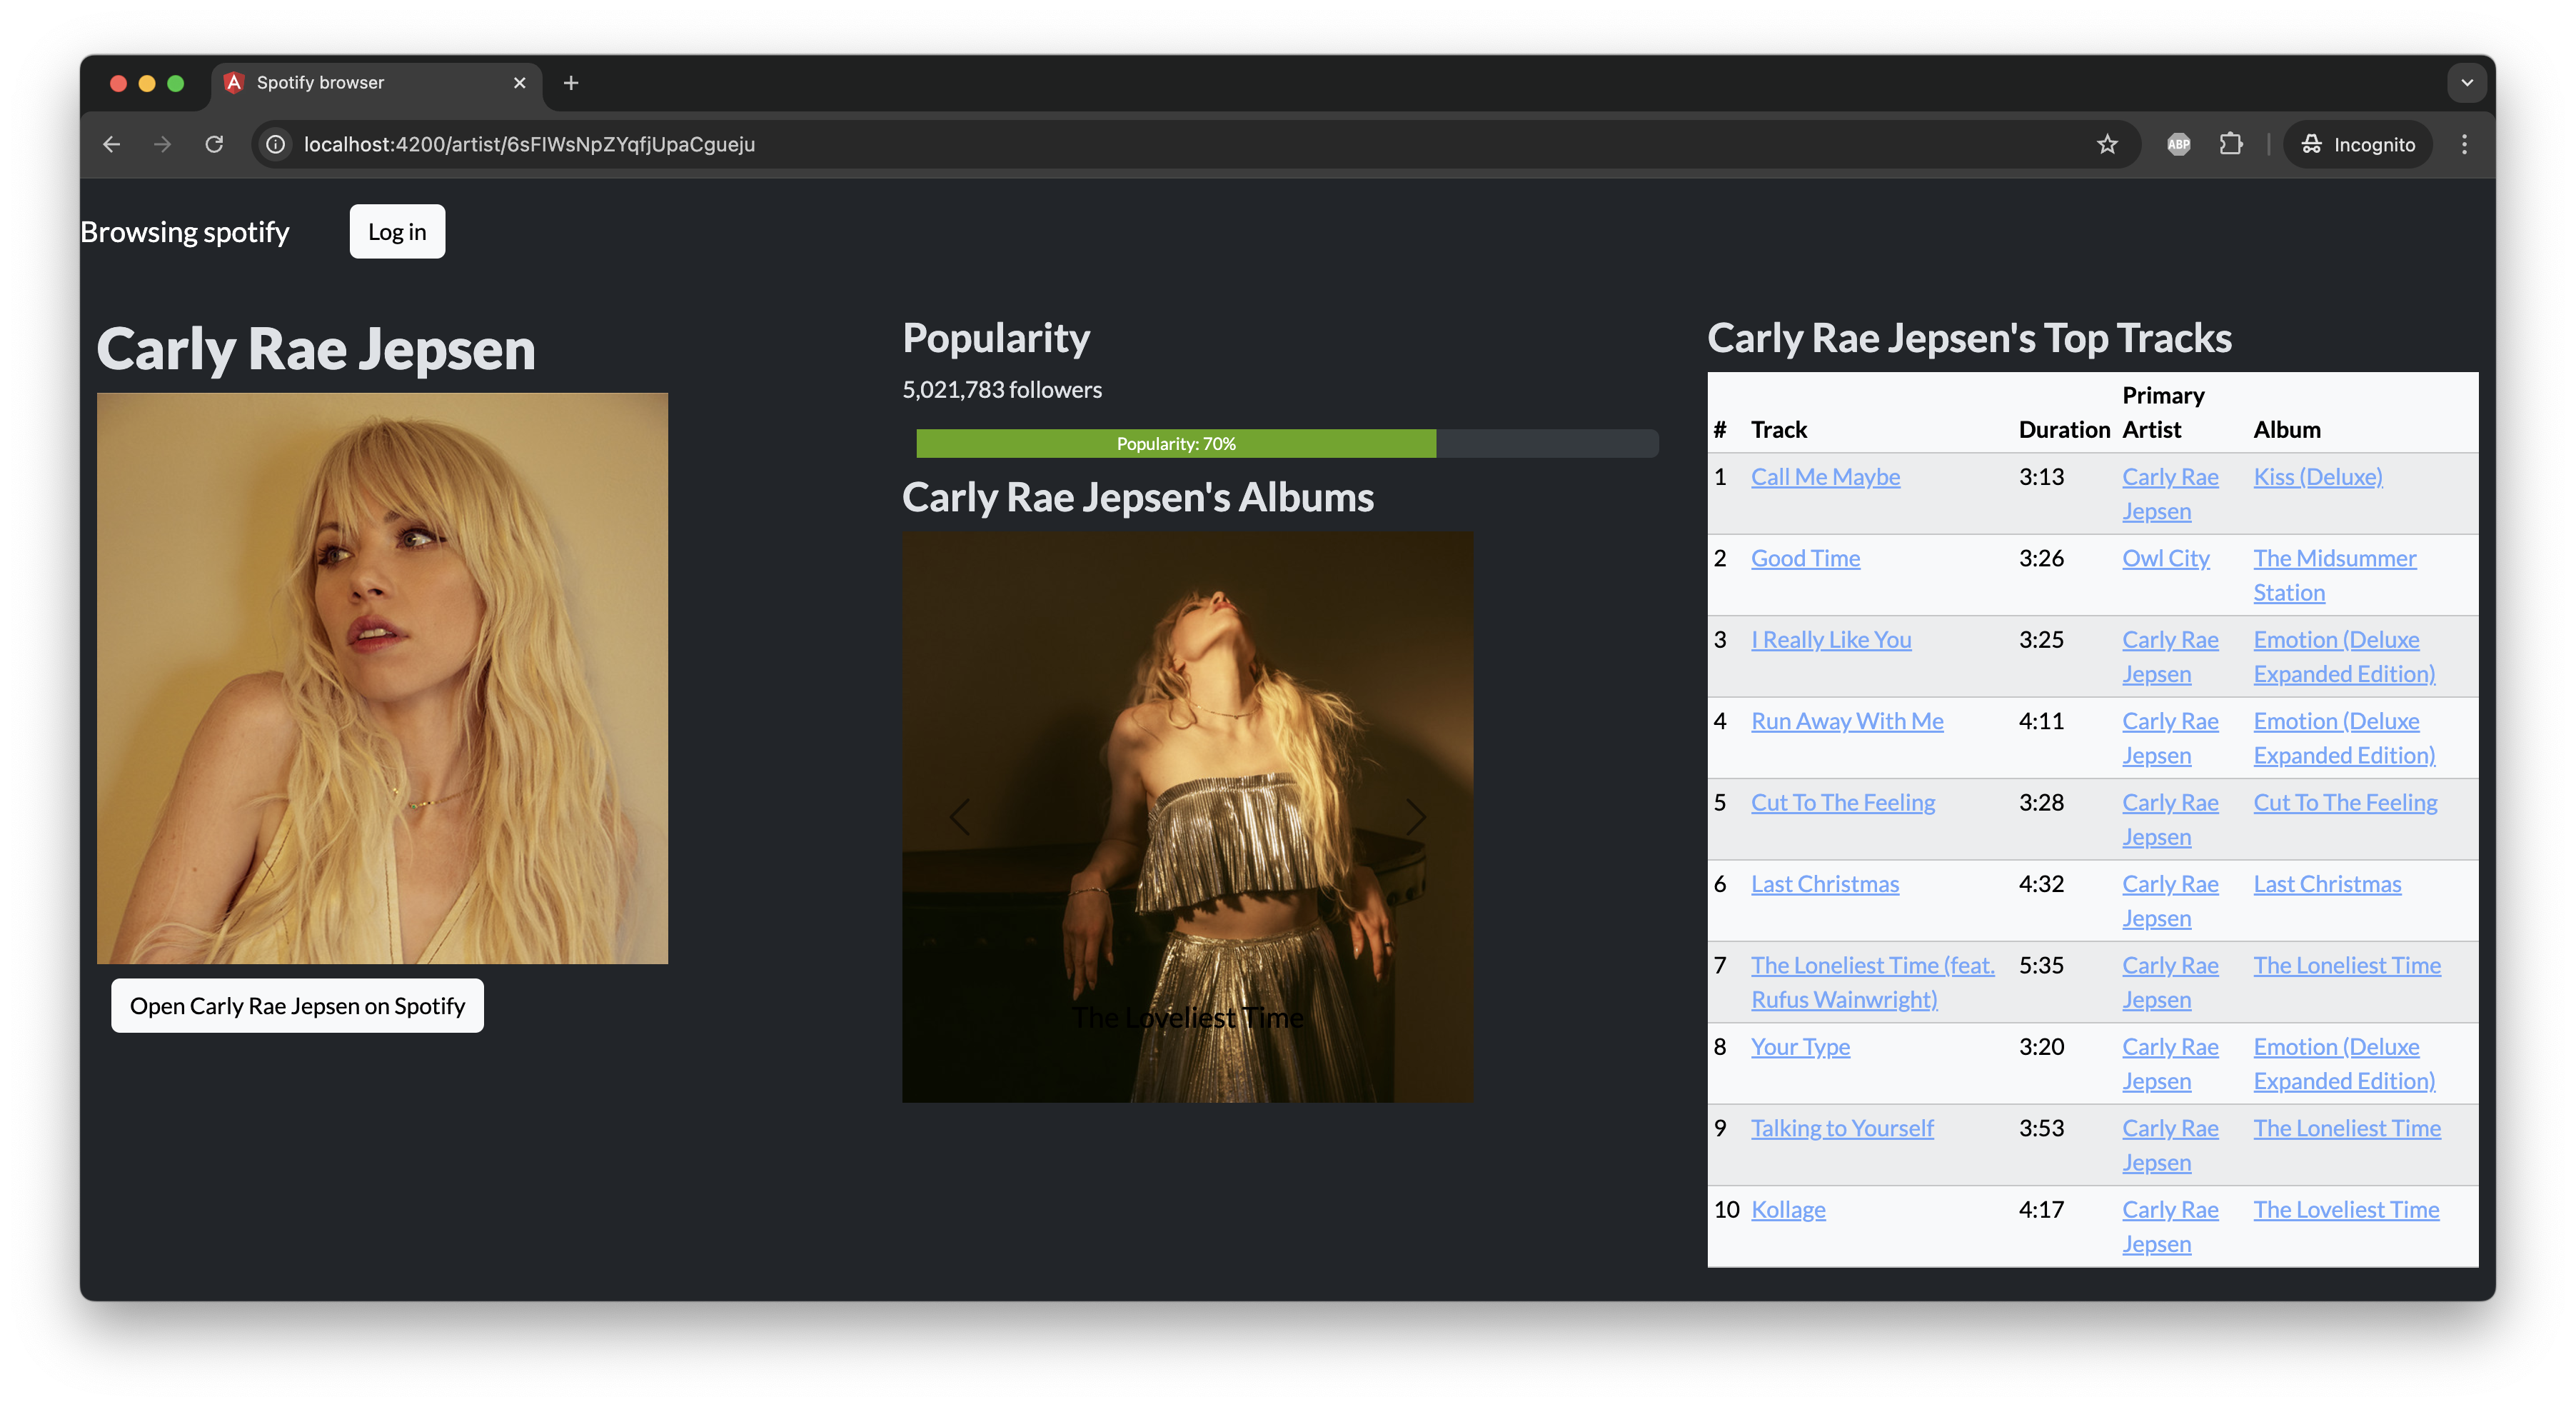 Spotify browser
localhost:4200/artist/6sFIWsNpZYqfjUpaCgueju
ABP
Incognito
Browsing spotify
Log in
Carly Rae Jepsen
Open Carly Rae Jepsen on Spotify
Popularity
5,021,783 followers
Popularity: 70%
Carly Rae Jepsen's Albums
The Loveliest Time
Carly Rae Jepsen's Top Tracks
# Track Duration Primary Artist Album
1 Call Me Maybe 3:13 Carly Rae Jepsen Kiss (Deluxe)
2 Good Time 3:26 Owl City The Midsummer Station
3 I Really Like You 3:25 Carly Rae Jepsen Emotion (Deluxe Expanded Edition)
4 Run Away With Me 4:11 Carly Rae Jepsen Emotion (Deluxe Expanded Edition)
5 Cut To The Feeling 3:28 Carly Rae Jepsen Cut To The Feeling
6 Last Christmas 4:32 Carly Rae Jepsen Last Christmas
7 The Loneliest Time (feat. Rufus Wainwright) 5:35 Carly Rae Jepsen The Loneliest Time
8 Your Type 3:20 Carly Rae Jepsen Emotion (Deluxe Expanded Edition)
9 Talking to Yourself 3:53 Carly Rae Jepsen The Loneliest Time
10 Kollage 4:17 Carly Rae Jepsen The Loveliest Time